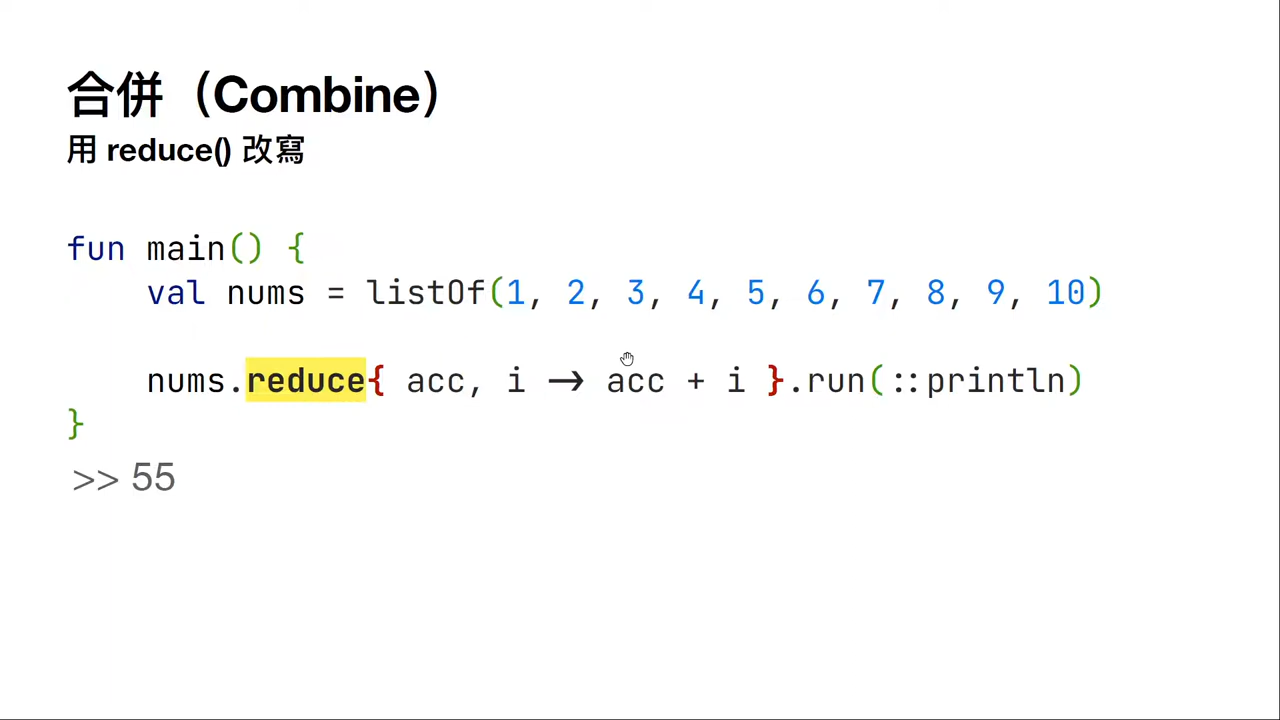 合併（Combine）
用 reduce() 改寫
fun main() {
val nums = listOf(1, 2, 3, 4, 5, 6, 7, 8, 9, 10)
nums.reduce{ acc, i → acc + i }.run(::println)
}
>> 55